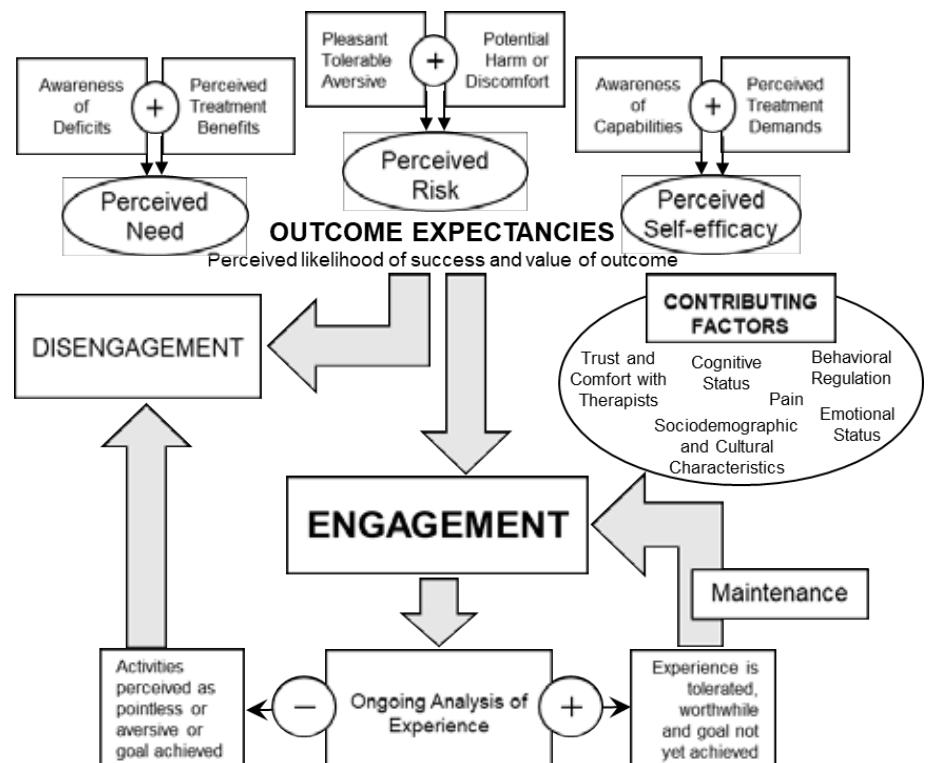 Awareness
of
Deficits
+
Perceived
Treatment
Benefits
Perceived
Need
Pleasant
Tolerable
Aversive
+
Potential
Harm or
Discomfort
Perceived
Risk
Awareness
of
Capabilities
+
Perceived
Treatment
Demands
Perceived
Self-efficacy
OUTCOME EXPECTANCIES
Perceived likelihood of success and value of outcome
DISENGAGEMENT
CONTRIBUTING
FACTORS
Trust and
Comfort with
Therapists
Cognitive
Status
Behavioral
Regulation
Pain
Sociodemographic
and Cultural
Characteristics
Emotional
Status
ENGAGEMENT
Maintenance
Activities
perceived as
pointless or
aversive or
goal achieved
−
Ongoing Analysis of
Experience
+
Experience is
tolerated,
worthwhile
and goal not
yet achieved